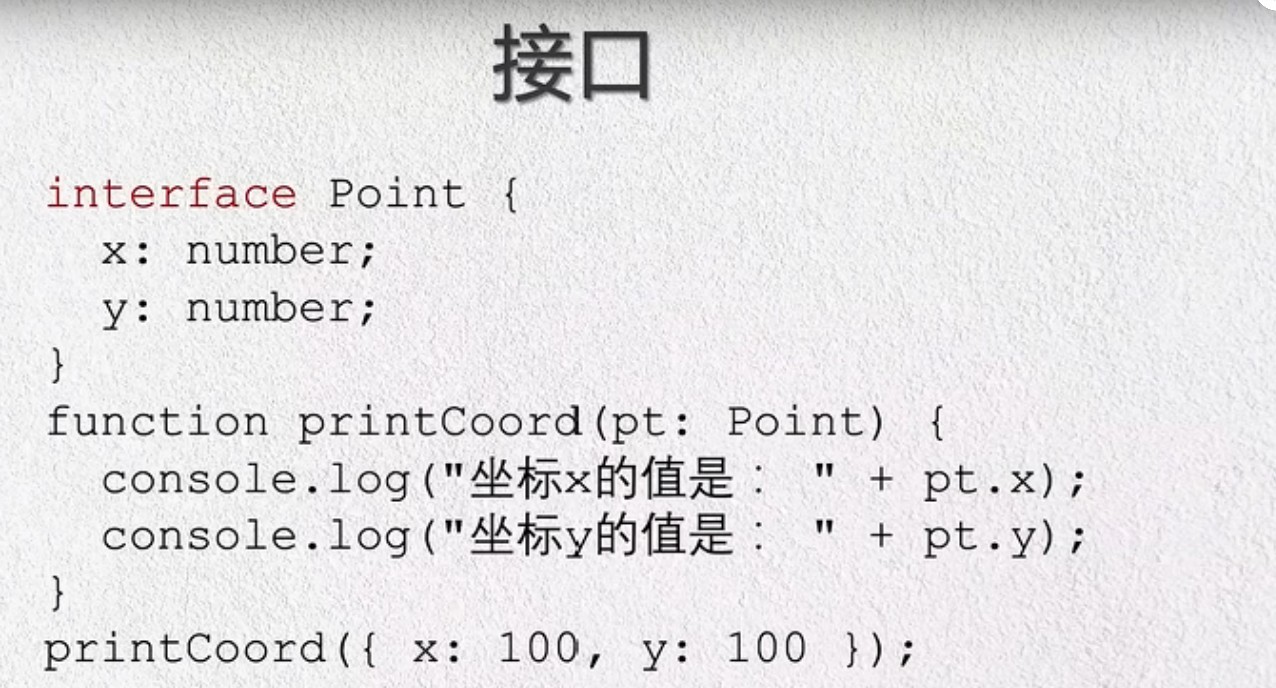 接口
interface Point {
  x: number;
  y: number;
}
function printCoord(pt: Point) {
  console.log("坐标x的值是： " + pt.x);
  console.log("坐标y的值是： " + pt.y);
}
printCoord({ x: 100, y: 100 });